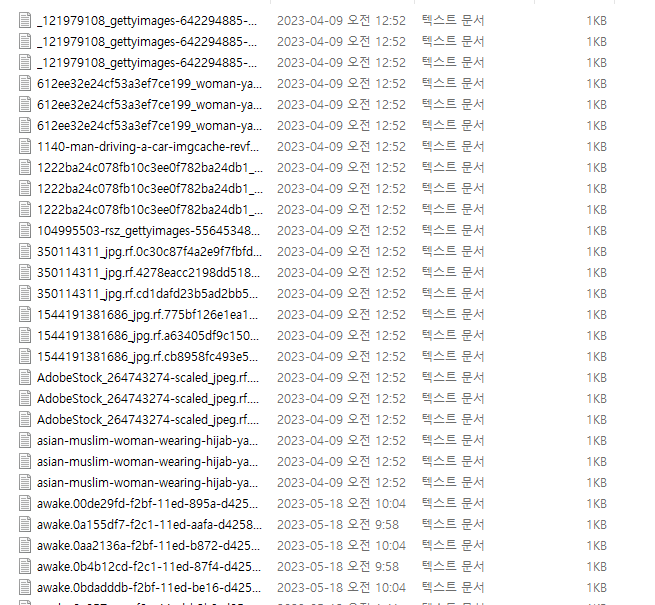 _121979108_gettyimages-642294885-... 2023-04-09 오전 12:52 텍스트 문서 1KB
_121979108_gettyimages-642294885-... 2023-04-09 오전 12:52 텍스트 문서 1KB
_121979108_gettyimages-642294885-... 2023-04-09 오전 12:52 텍스트 문서 1KB
612ee32e24cf53a3ef7ce199_woman-ya... 2023-04-09 오전 12:52 텍스트 문서 1KB
612ee32e24cf53a3ef7ce199_woman-ya... 2023-04-09 오전 12:52 텍스트 문서 1KB
612ee32e24cf53a3ef7ce199_woman-ya... 2023-04-09 오전 12:52 텍스트 문서 1KB
1140-man-driving-a-car-imgcache-revf... 2023-04-09 오전 12:52 텍스트 문서 1KB
1222ba24c078fb10c3ee0f782ba24db1_... 2023-04-09 오전 12:52 텍스트 문서 1KB
1222ba24c078fb10c3ee0f782ba24db1_... 2023-04-09 오전 12:52 텍스트 문서 1KB
1222ba24c078fb10c3ee0f782ba24db1_... 2023-04-09 오전 12:52 텍스트 문서 1KB
104995503-rsz_gettyimages-55645348... 2023-04-09 오전 12:52 텍스트 문서 1KB
350114311_jpg.rf.0c30c87f4a2e9f7fbfd... 2023-04-09 오전 12:52 텍스트 문서 1KB
350114311_jpg.rf.4278eacc2198dd518... 2023-04-09 오전 12:52 텍스트 문서 1KB
350114311_jpg.rf.cd1dafd23b5ad2bb5... 2023-04-09 오전 12:52 텍스트 문서 1KB
1544191381686_jpg.rf.775bf126e1ea1... 2023-04-09 오전 12:52 텍스트 문서 1KB
1544191381686_jpg.rf.a63405df9c150... 2023-04-09 오전 12:52 텍스트 문서 1KB
1544191381686_jpg.rf.cb8958fc493e5... 2023-04-09 오전 12:52 텍스트 문서 1KB
AdobeStock_264743274-scaled_jpeg.rf.... 2023-04-09 오전 12:52 텍스트 문서 1KB
AdobeStock_264743274-scaled_jpeg.rf.... 2023-04-09 오전 12:52 텍스트 문서 1KB
AdobeStock_264743274-scaled_jpeg.rf.... 2023-04-09 오전 12:52 텍스트 문서 1KB
asian-muslim-woman-wearing-hijab-ya... 2023-04-09 오전 12:52 텍스트 문서 1KB
asian-muslim-woman-wearing-hijab-ya... 2023-04-09 오전 12:52 텍스트 문서 1KB
asian-muslim-woman-wearing-hijab-ya... 2023-04-09 오전 12:52 텍스트 문서 1KB
awake.00de29fd-f2bf-11ed-895a-d425... 2023-05-18 오전 10:04 텍스트 문서 1KB
awake.0a155df7-f2c1-11ed-aafa-d4258... 2023-05-18 오전 9:58 텍스트 문서 1KB
awake.0aa2136a-f2bf-11ed-b872-d425... 2023-05-18 오전 10:04 텍스트 문서 1KB
awake.0b4b12cd-f2c1-11ed-87f4-d425... 2023-05-18 오전 9:58 텍스트 문서 1KB
awake.0bdadddb-f2bf-11ed-be16-d425... 2023-05-18 오전 10:04 텍스트 문서 1KB